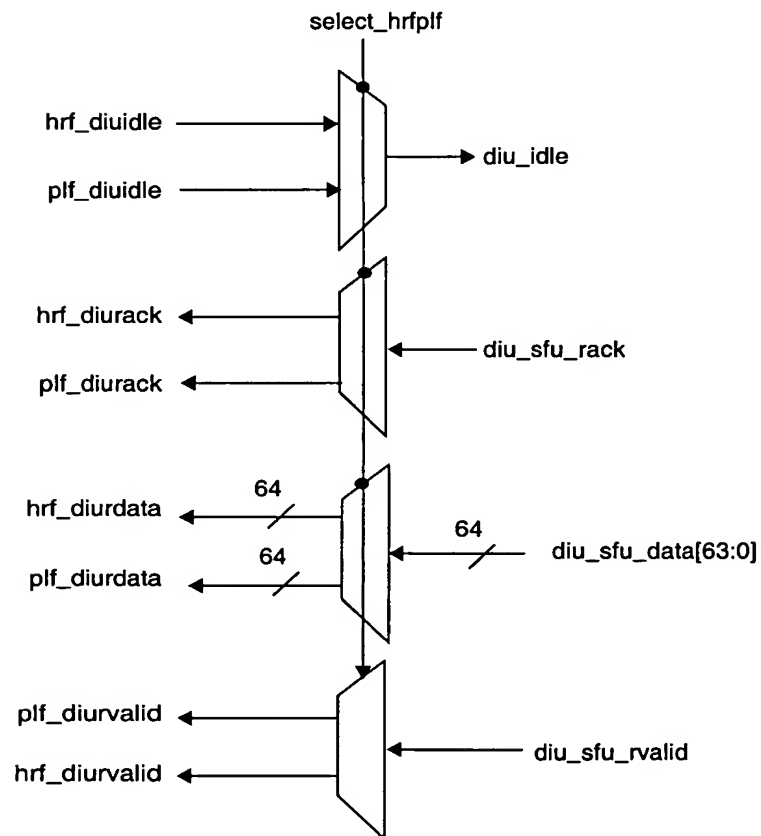 select_hrfplf
hrf_diuidle
diu_idle
plf_diuidle
hrf_diurack
diu_sfu_rack
plf_diurack
64
hrf_diurdata
64
diu_sfu_data[63:0]
64
plf_diurdata
plf_diurvalid
diu_sfu_rvalid
hrf_diurvalid